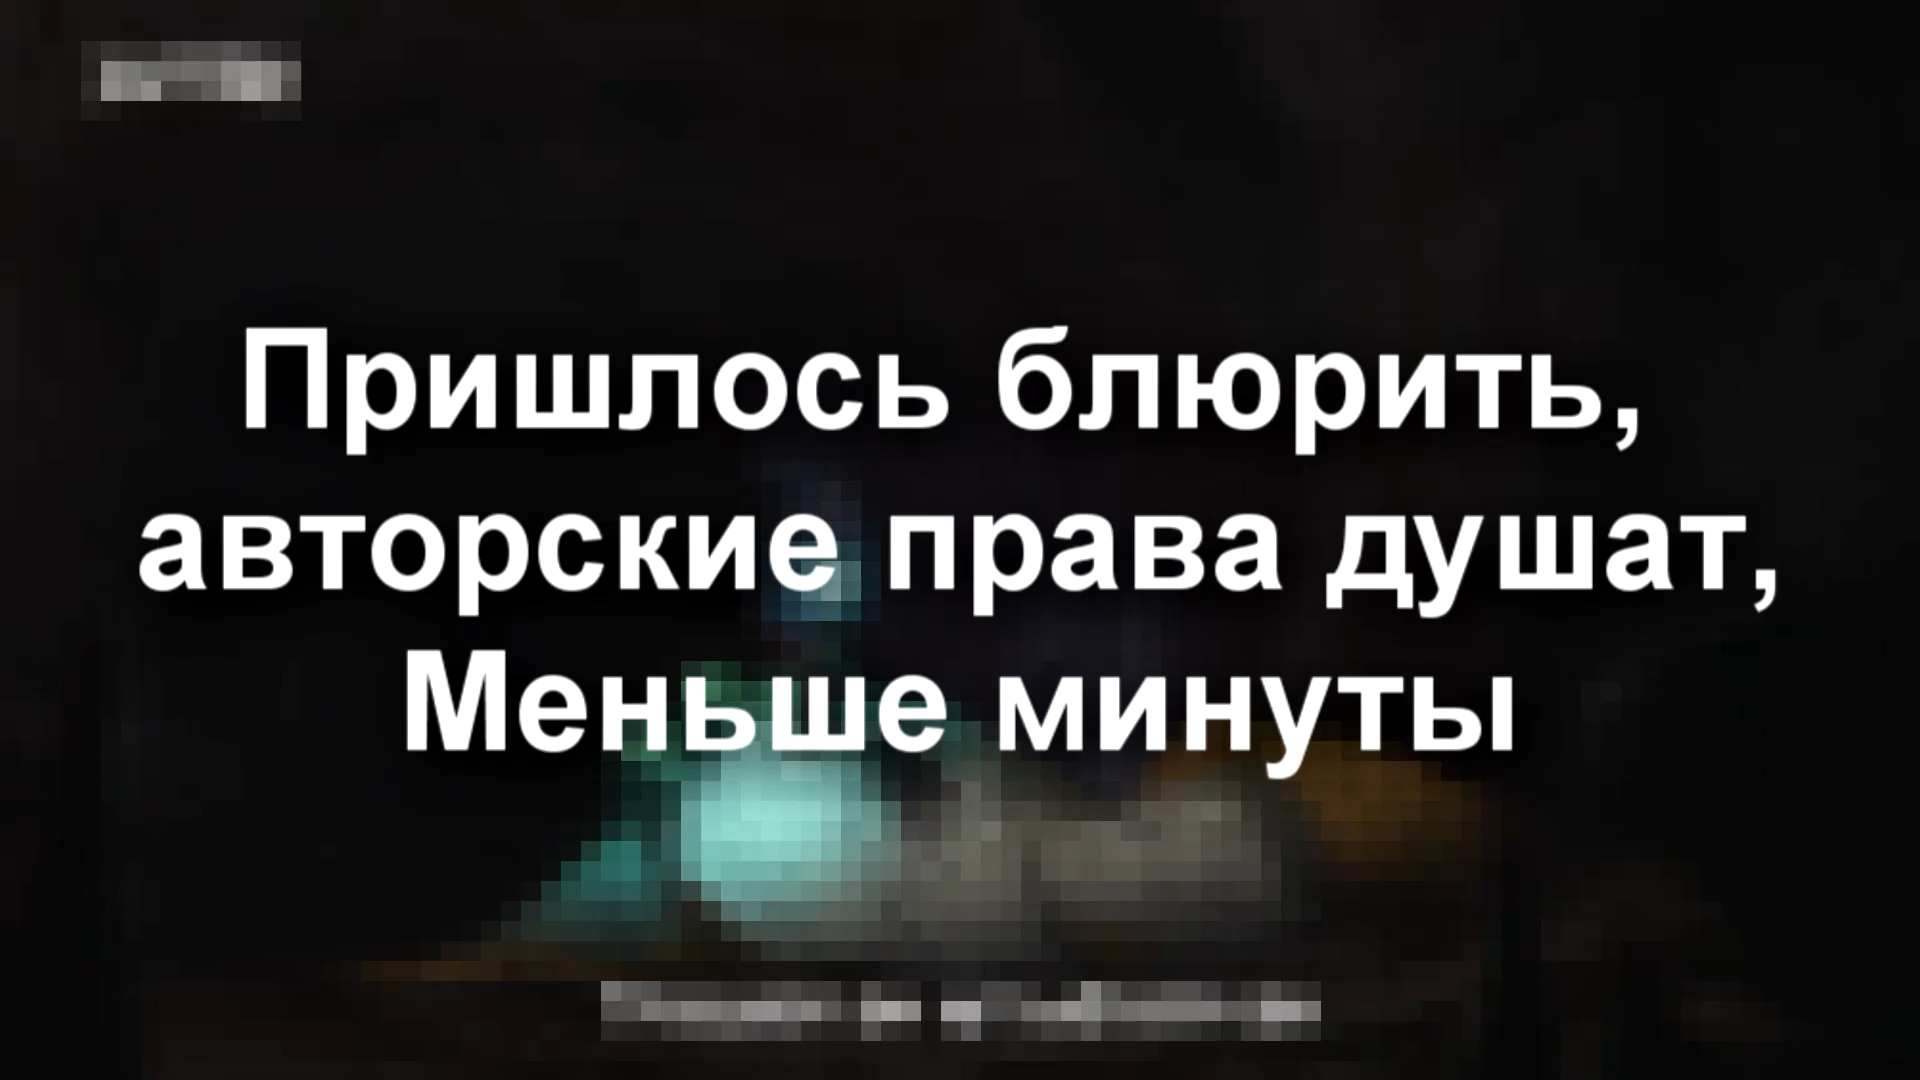 Пришлось блюрить,
авторские права душат,
Меньше минуты